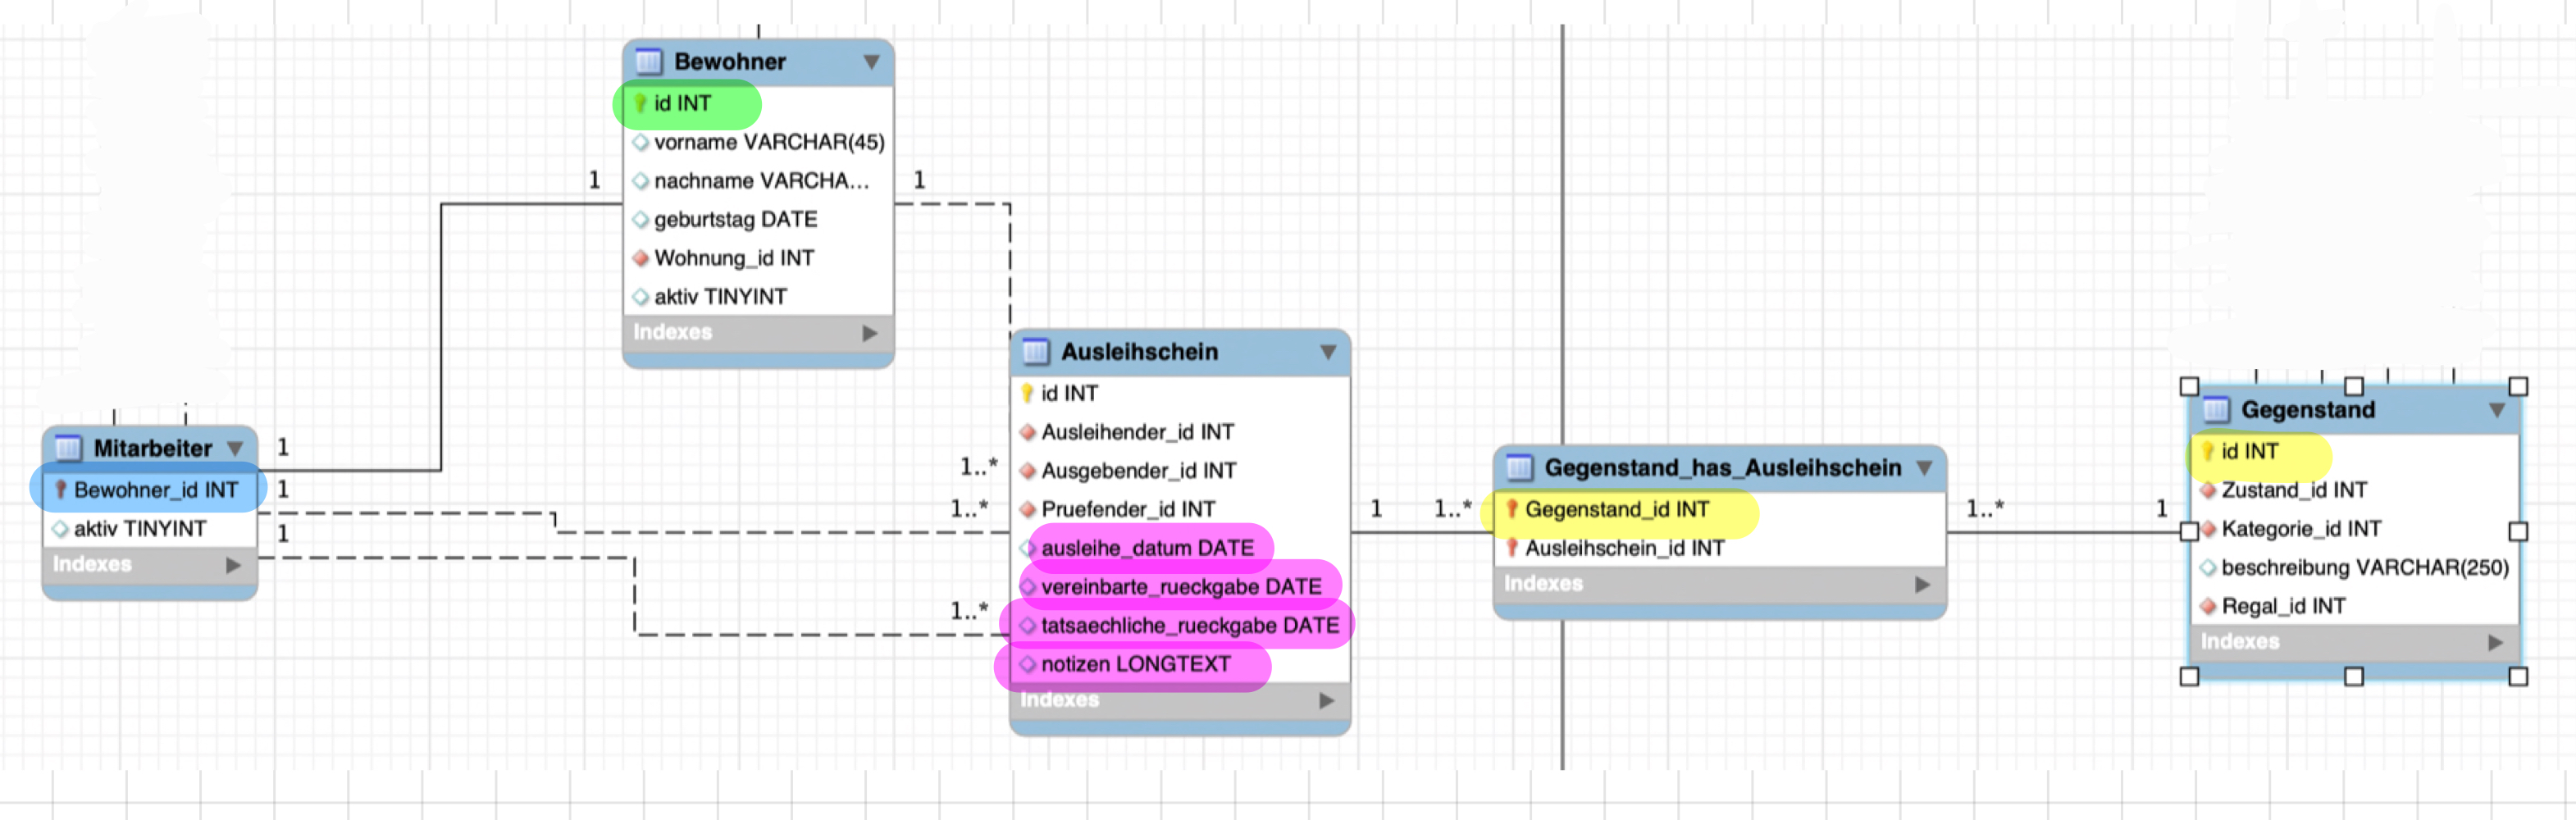 Bewohner
id INT
vorname VARCHAR(45)
nachname VARCHA...
geburtstag DATE
Wohnung_id INT
aktiv TINYINT
Indexes
1
1
Mitarbeiter
Bewohner_id INT
aktiv TINYINT
Indexes
1
1
1
Ausleihschein
id INT
Ausleihender_id INT
Ausgebender_id INT
Pruefender_id INT
ausleihe_datum DATE
vereinbarte_rueckgabe DATE
tatsaechliche_rueckgabe DATE
notizen LONGTEXT
Indexes
1..*
1..*
1..*
1
1..*
Gegenstand_has_Ausleihschein
Gegenstand_id INT
Ausleihschein_id INT
Indexes
1..*
1
Gegenstand
id INT
Zustand_id INT
Kategorie_id INT
beschreibung VARCHAR(250)
Regal_id INT
Indexes